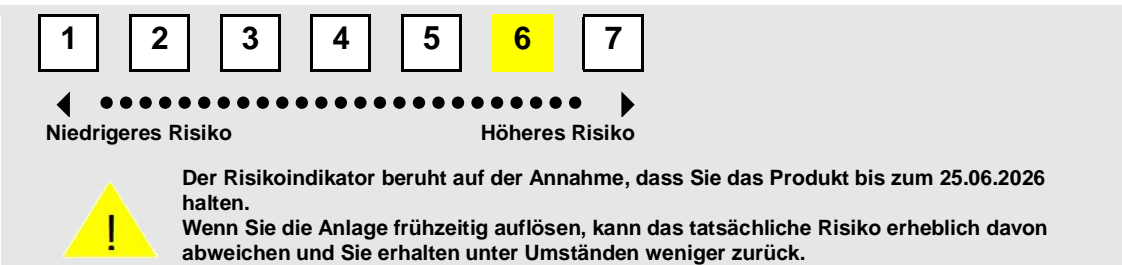 1 2 3 4 5 6 7
Niedrigeres Risiko Höheres Risiko
!
Der Risikoindikator beruht auf der Annahme, dass Sie das Produkt bis zum 25.06.2026
halten.
Wenn Sie die Anlage frühzeitig auflösen, kann das tatsächliche Risiko erheblich davon
abweichen und Sie erhalten unter Umständen weniger zurück.